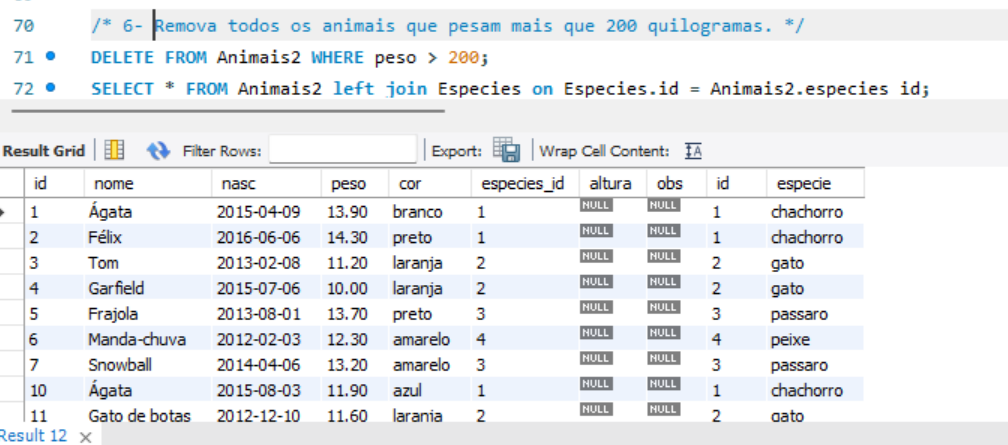 70 /* 6- Remova todos os animais que pesam mais que 200 quilogramas. */
71 DELETE FROM Animais2 WHERE peso > 200;
72 SELECT * FROM Animais2 left join Especies on Especies.id = Animais2.especies_id;
Result Grid Filter Rows: Export: Wrap Cell Content: IA
id nome nasc peso cor especies_id altura obs id especie
1 Ágata 2015-04-09 13.90 branco 1 NULL NULL 1 chachorro
2 Félix 2016-06-06 14.30 preto 1 NULL NULL 1 chachorro
3 Tom 2013-02-08 11.20 laranja 2 NULL NULL 2 gato
4 Garfield 2015-07-06 10.00 laranja 2 NULL NULL 2 gato
5 Frajola 2013-08-01 13.70 preto 3 NULL NULL 3 passaro
6 Manda-chuva 2012-02-03 12.30 amarelo 4 NULL NULL 4 peixe
7 Snowball 2014-04-06 13.20 amarelo 3 NULL NULL 3 passaro
10 Ágata 2015-08-03 11.90 azul 1 NULL NULL 1 chachorro
11 Gato de botas 2012-12-10 11.60 laranja 2 NULL NULL 2 gato
Result 12 ×